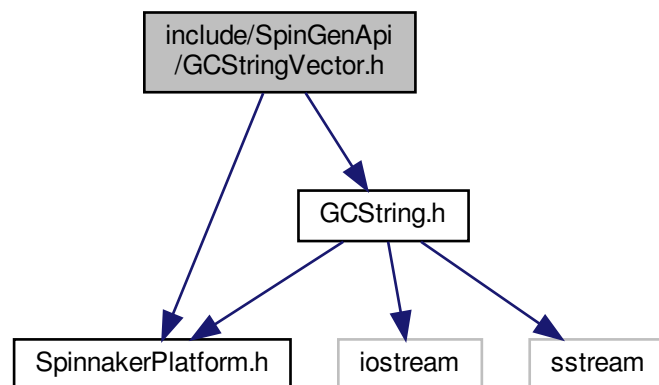 include/SpinGenApi
/GCStringVector.h
GCString.h
SpinnakerPlatform.h
iostream
sstream